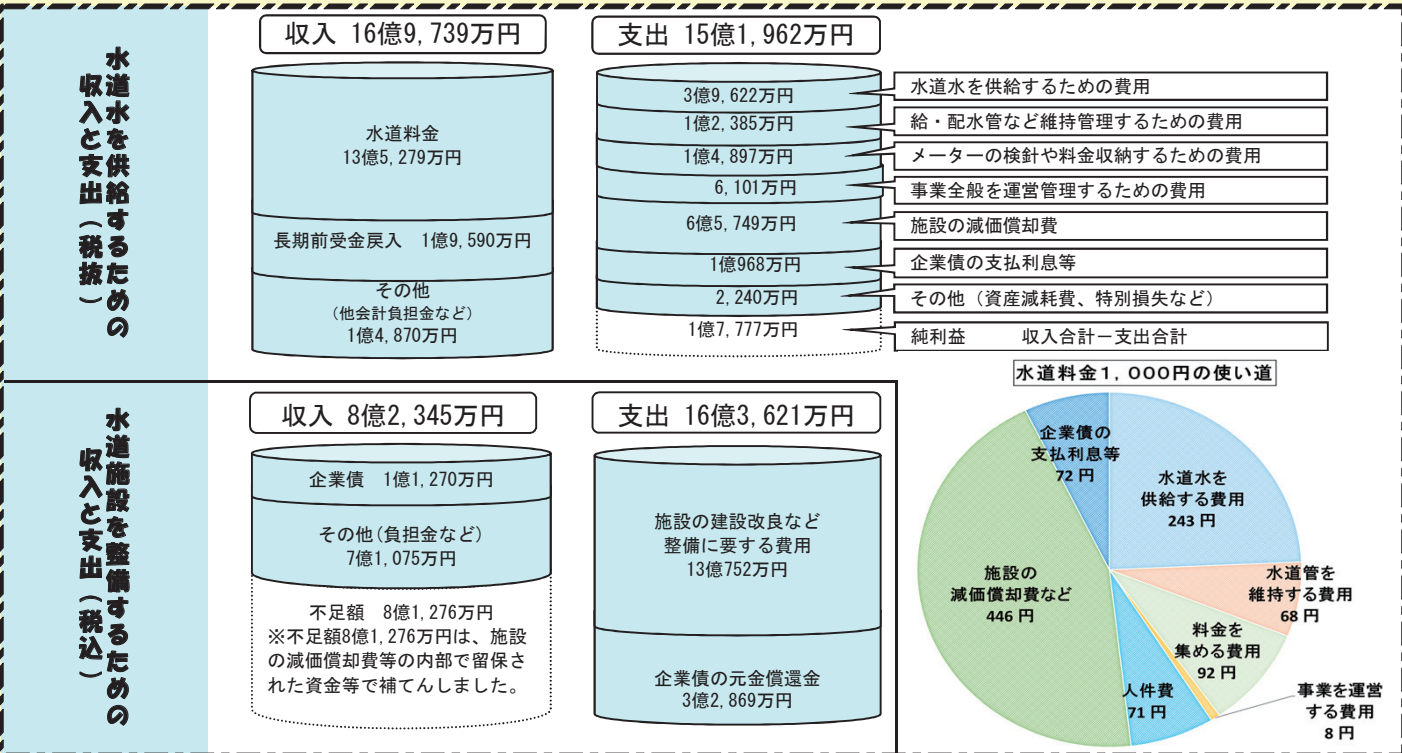 水道水を供給するための
収入と支出（税抜）
収入 16億9,739万円
水道料金
13億5,279万円
長期前受金戻入 1億9,590万円
その他
(他会計負担金など)
1億4,870万円
支出 15億1,962万円
3億9,622万円
水道水を供給するための費用
1億2,385万円
給・配水管など維持管理するための費用
1億4,897万円
メーターの検針や料金収納するための費用
6,101万円
事業全般を運営管理するための費用
6億5,749万円
施設の減価償却費
1億968万円
企業債の支払利息等
2,240万円
その他（資産減耗費、特別損失など）
1億7,777万円
純利益 収入合計－支出合計
水道施設を整備するための
収入と支出（税込）
収入 8億2,345万円
企業債 1億1,270万円
その他(負担金など)
7億1,075万円
不足額 8億1,276万円
※不足額8億1,276万円は、施設
の減価償却費等の内部で留保さ
れた資金等で補てんしました。
支出 16億3,621万円
施設の建設改良など
整備に要する費用
13億752万円
企業債の元金償還金
3億2,869万円
水道料金1,000円の使い道
企業債の
支払利息等
72 円
水道水を
供給する費用
243 円
水道管を
維持する費用
68 円
料金を
集める費用
92 円
事業を運営
する費用
8 円
人件費
71 円
施設の
減価償却費など
446 円